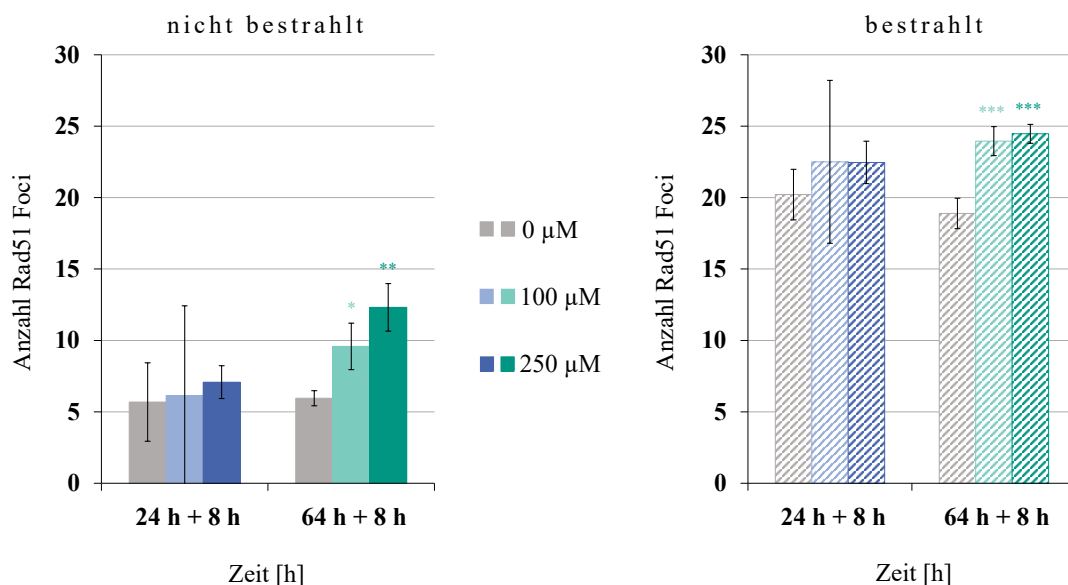 nicht bestrahlt
30
25
20
15
10
5
0
Anzahl Rad51 Foci
*
**
24 h + 8 h
64 h + 8 h
Zeit [h]
0 µM
100 µM
250 µM
bestrahlt
30
25
20
15
10
5
0
Anzahl Rad51 Foci
***
***
24 h + 8 h
64 h + 8 h
Zeit [h]